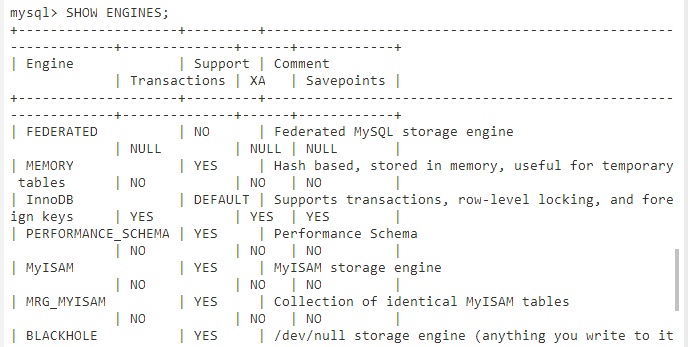 mysql> SHOW ENGINES;
+--------------------+---------+----------------------------------------------------
------------+--------------+------+------------+
| Engine             | Support | Comment
            | Transactions | XA   | Savepoints |
+--------------------+---------+----------------------------------------------------
------------+--------------+------+------------+
| FEDERATED          | NO      | Federated MySQL storage engine
            | NULL         | NULL | NULL       |
| MEMORY             | YES     | Hash based, stored in memory, useful for temporary
 tables     | NO           | NO   | NO         |
| InnoDB             | DEFAULT | Supports transactions, row-level locking, and fore
ign keys    | YES          | YES  | YES        |
| PERFORMANCE_SCHEMA | YES     | Performance Schema
            | NO           | NO   | NO         |
| MyISAM             | YES     | MyISAM storage engine
            | NO           | NO   | NO         |
| MRG_MYISAM         | YES     | Collection of identical MyISAM tables
            | NO           | NO   | NO         |
| BLACKHOLE          | YES     | /dev/null storage engine (anything you write to it